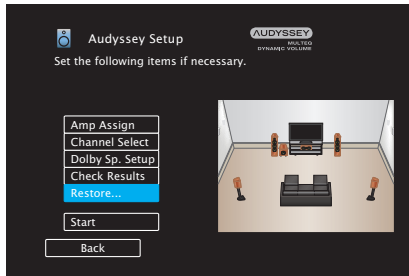 Audyssey Setup
AUDYSSEY
MULTEQ
DYNAMIC VOLUME
Set the following items if necessary.
Amp Assign
Channel Select
Dolby Sp. Setup
Check Results
Restore...
Start
Back